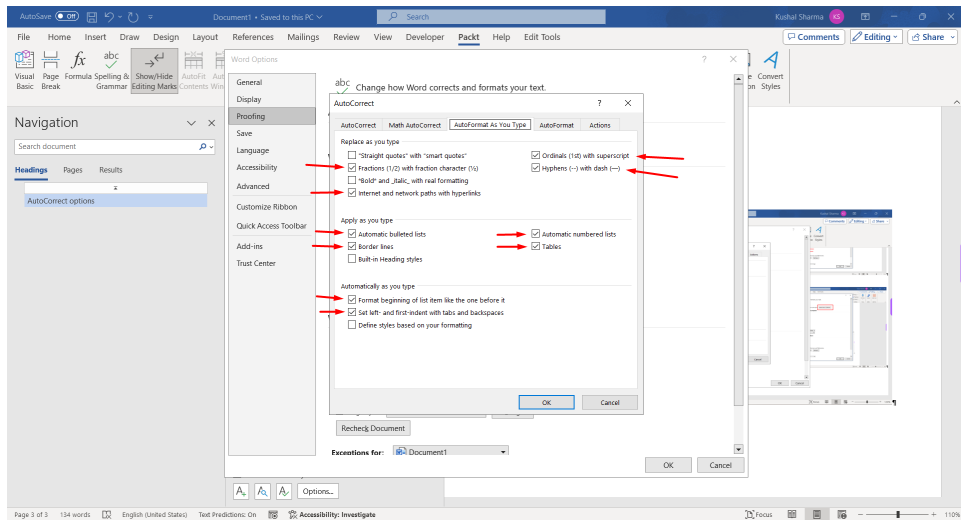 AutoSave Off Document1 • Saved to this PC Search Kushal Sharma KS
File Home Insert Draw Design Layout References Mailings Review View Developer Packt Help Edit Tools Comments Editing Share
Visual Basic Page Break Formula Spelling & Grammar Show/Hide Editing Marks AutoFit Contents Convert Styles
Navigation
Search document
Headings Pages Results
AutoCorrect options
Word Options
General
Display
Proofing
Save
Language
Accessibility
Advanced
Customize Ribbon
Quick Access Toolbar
Add-ins
Trust Center
abc Change how Word corrects and formats your text.
AutoCorrect
AutoCorrect Math AutoCorrect AutoFormat As You Type AutoFormat Actions
Replace as you type
"Straight quotes" with "smart quotes" Ordinals (1st) with superscript
Fractions (1/2) with fraction character (½) Hyphens (--) with dash (—)
*Bold* and _italic_ with real formatting
Internet and network paths with hyperlinks
Apply as you type
Automatic bulleted lists Automatic numbered lists
Border lines Tables
Built-in Heading styles
Automatically as you type
Format beginning of list item like the one before it
Set left- and first-indent with tabs and backspaces
Define styles based on your formatting
OK Cancel
Recheck Document
Exceptions for: Document1
OK Cancel
Options...
Page 3 of 3 134 words English (United States) Text Predictions: On Accessibility: Investigate Focus 110%